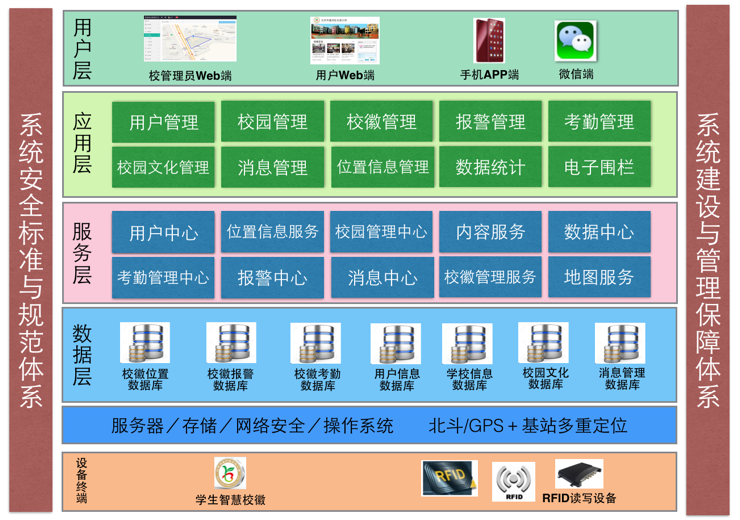 系统安全标准与规范体系
用户层
校管理员Web端
用户Web端
手机APP端
微信端
应用层
用户管理
校园管理
校徽管理
报警管理
考勤管理
校园文化管理
消息管理
位置信息管理
数据统计
电子围栏
服务层
用户中心
位置信息服务
校园管理中心
内容服务
数据中心
考勤管理中心
报警中心
消息中心
校徽管理服务
地图服务
数据层
校徽位置
数据库
校徽报警
数据库
校徽考勤
数据库
用户信息
数据库
学校信息
数据库
校园文化
数据库
消息管理
数据库
服务器／存储／网络安全／操作系统
北斗/GPS＋基站多重定位
设备
终端
学生智慧校徽
RFID
RFID
RFID读写设备
系统建设与管理保障体系